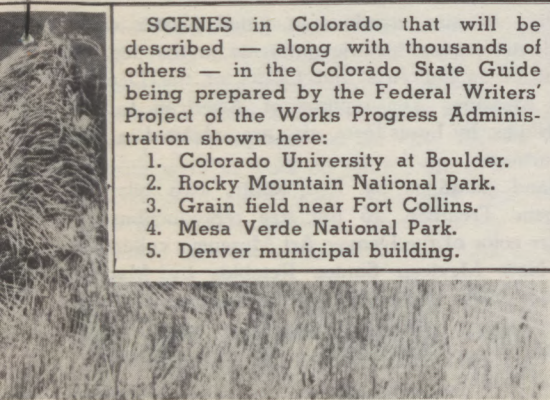 SCENES in Colorado that will be
described — along with thousands of
others — in the Colorado State Guide
being prepared by the Federal Writers'
Project of the Works Progress Adminis-
tration shown here:
1. Colorado University at Boulder.
2. Rocky Mountain National Park.
3. Grain field near Fort Collins.
4. Mesa Verde National Park.
5. Denver municipal building.